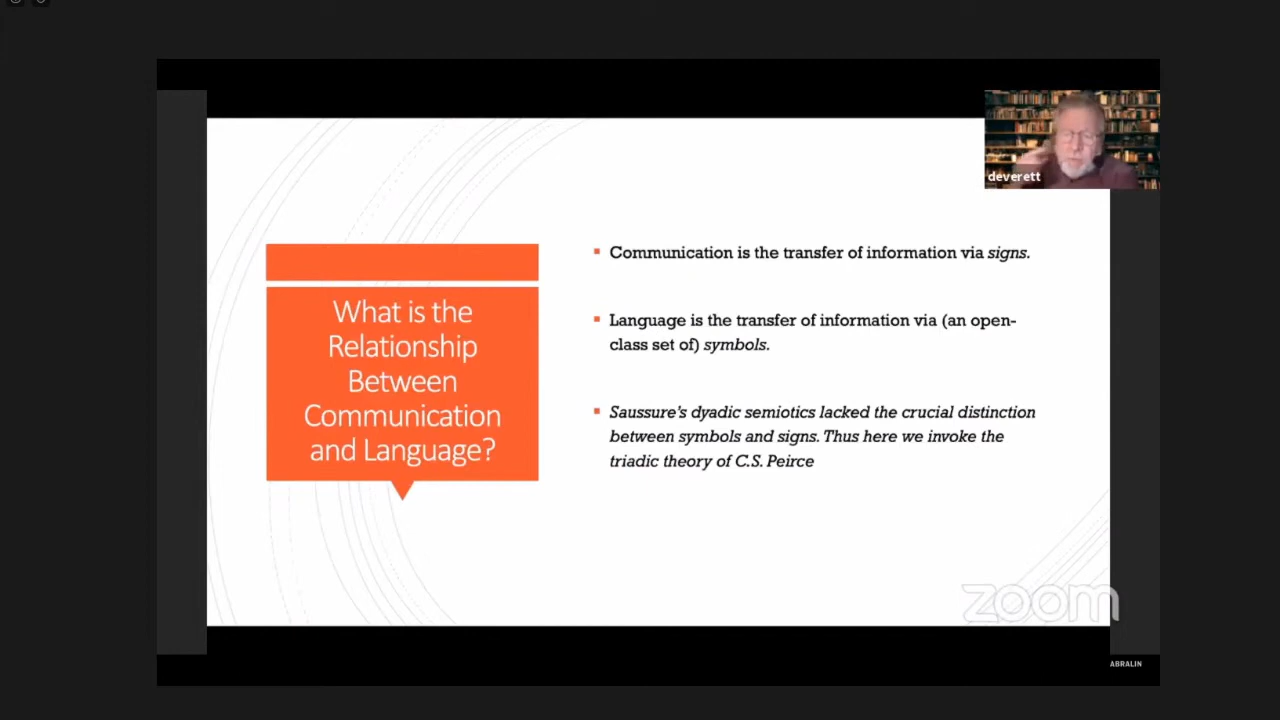 deverett
What is the
Relationship
Between
Communication
and Language?
Communication is the transfer of information via signs.
Language is the transfer of information via (an open-
class set of) symbols.
Saussure's dyadic semiotics lacked the crucial distinction
between symbols and signs. Thus here we invoke the
triadic theory of C.S. Peirce
zoom
ABRALIN